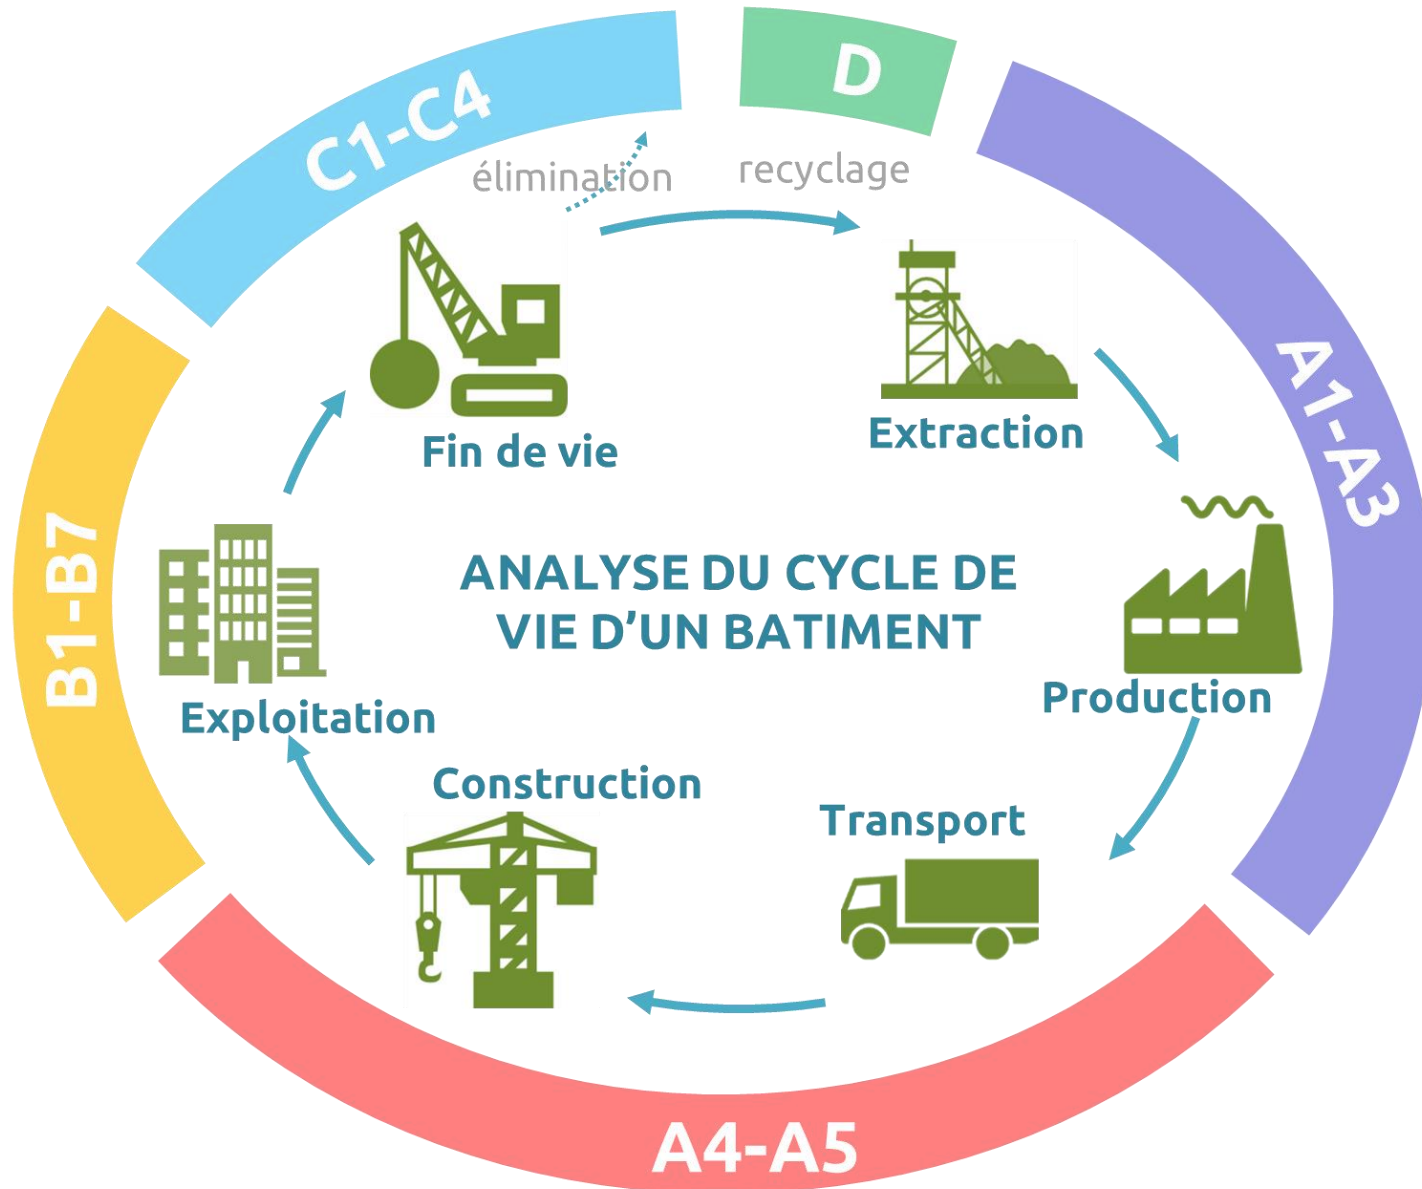 D
C1-C4
élimination
recyclage
A1-A3
Extraction
Fin de vie
B1-B7
ANALYSE DU CYCLE DE
VIE D’UN BATIMENT
Production
Exploitation
Construction
Transport
A4-A5